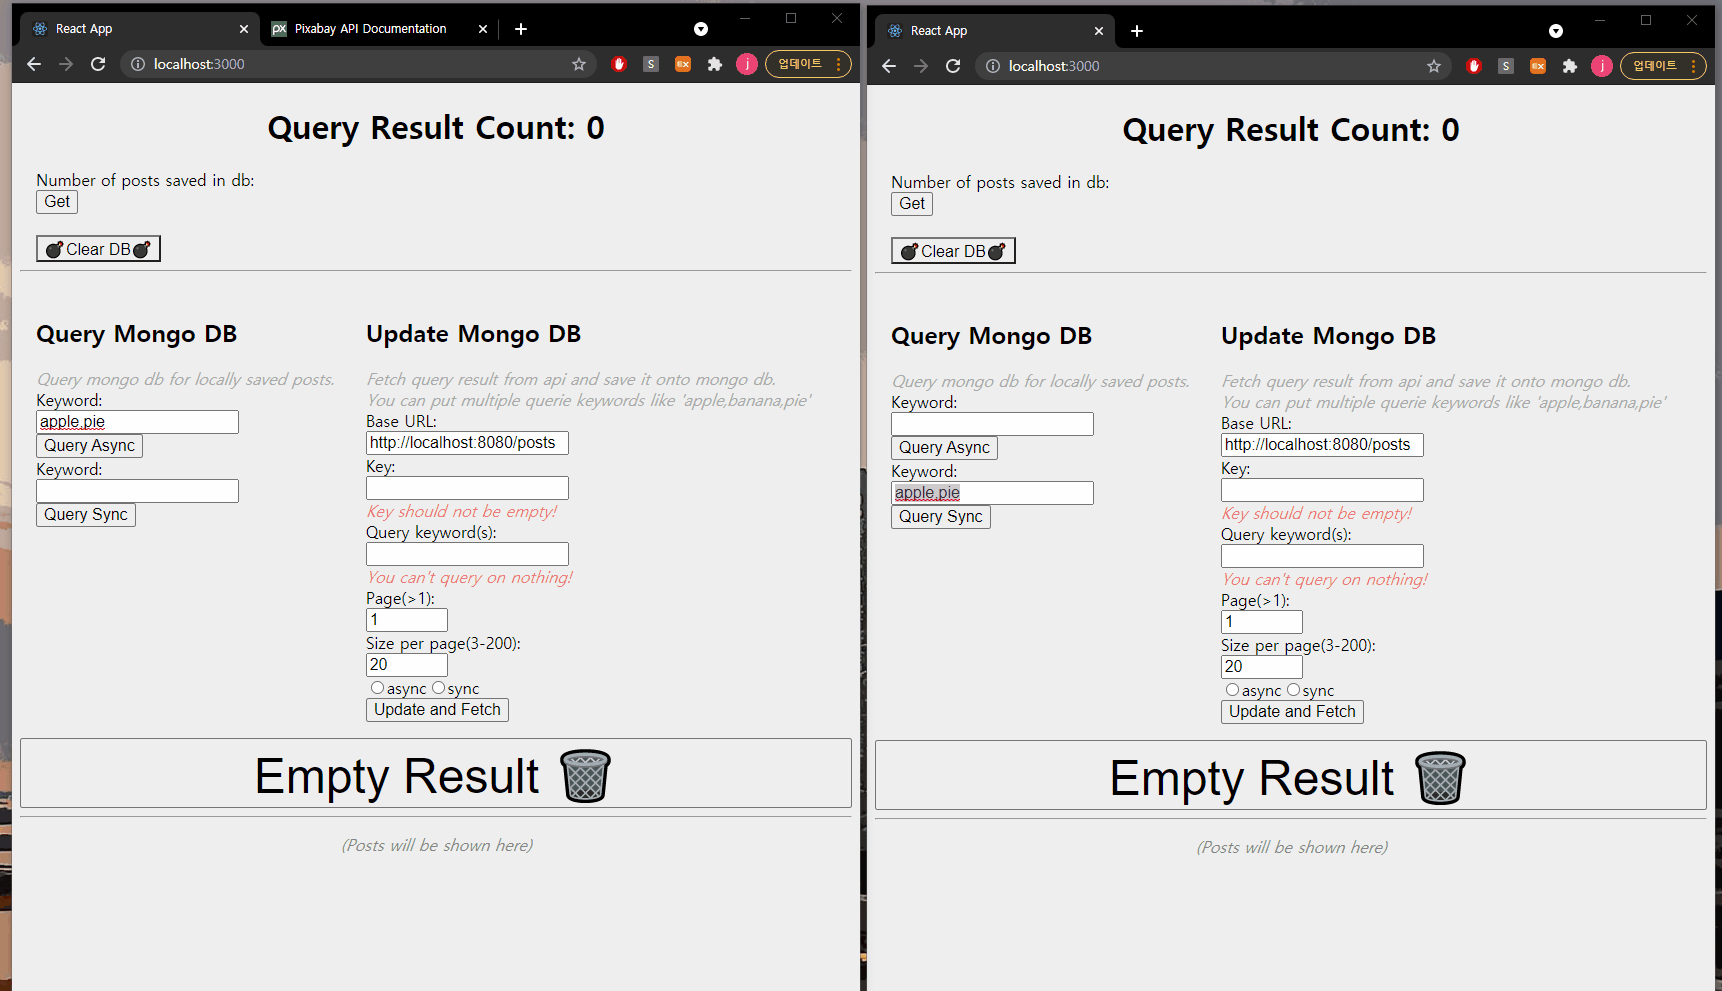 React App
Pixabay API Documentation
localhost:3000
S
EX
j
업데이트
Query Result Count: 0
Number of posts saved in db:
Get
Clear DB
Query Mongo DB
Query mongo db for locally saved posts.
Keyword:
apple,pie
Query Async
Keyword:
Query Sync
Update Mongo DB
Fetch query result from api and save it onto mongo db.
You can put multiple querie keywords like 'apple,banana,pie'
Base URL:
http://localhost:8080/posts
Key:
Key should not be empty!
Query keyword(s):
You can't query on nothing!
Page(>1):
1
Size per page(3-200):
20
async sync
Update and Fetch
Empty Result
(Posts will be shown here)
React App
localhost:3000
S
EX
j
업데이트
Query Result Count: 0
Number of posts saved in db:
Get
Clear DB
Query Mongo DB
Query mongo db for locally saved posts.
Keyword:
Query Async
Keyword:
apple,pie
Query Sync
Update Mongo DB
Fetch query result from api and save it onto mongo db.
You can put multiple querie keywords like 'apple,banana,pie'
Base URL:
http://localhost:8080/posts
Key:
Key should not be empty!
Query keyword(s):
You can't query on nothing!
Page(>1):
1
Size per page(3-200):
20
async sync
Update and Fetch
Empty Result
(Posts will be shown here)